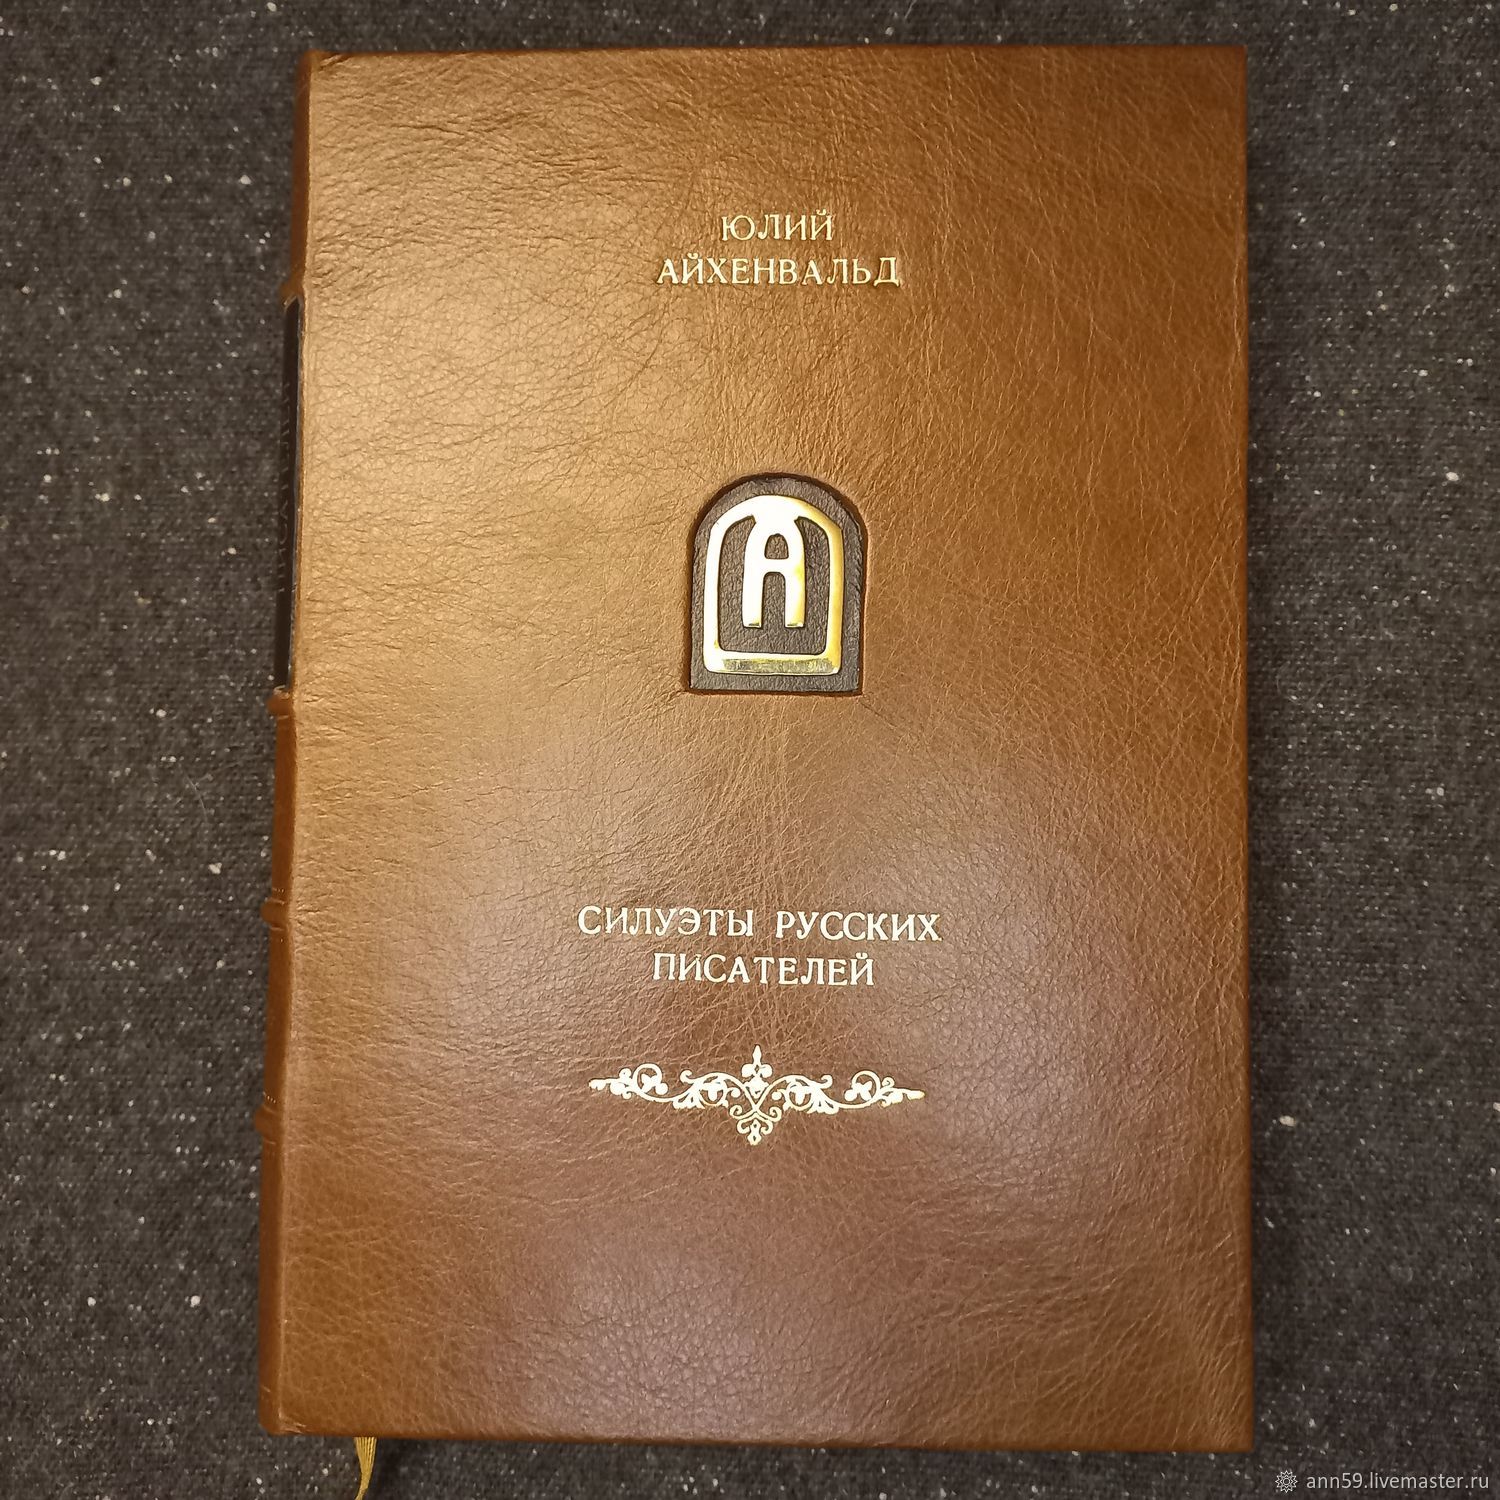 ЮЛИЙ
АЙХЕНВАЛЬД
А
СИЛУЭТЫ РУССКИХ
ПИСАТЕЛЕЙ
ann59.livemaster.ru